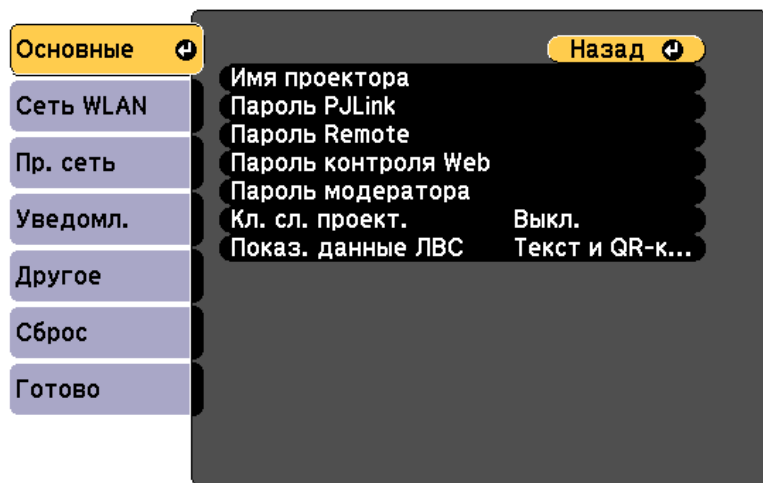 Основные
Сеть WLAN
Пр. сеть
Уведомл.
Другое
Сброс
Готово
Назад
Имя проектора
Пароль PJLink
Пароль Remote
Пароль контроля Web
Пароль модератора
Кл. сл. проект. Выкл.
Показ. данные ЛВС Текст и QR-к...